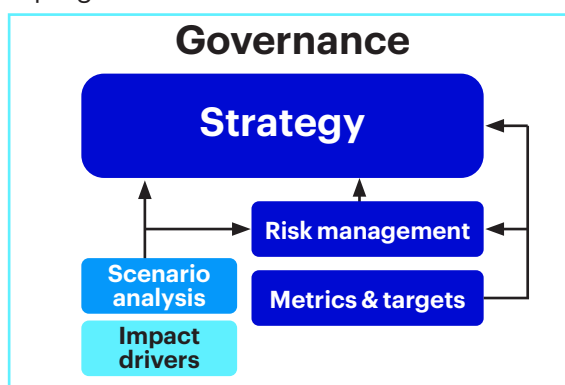 Governance
Strategy
Risk management
Scenario
analysis
Metrics & targets
Impact
drivers